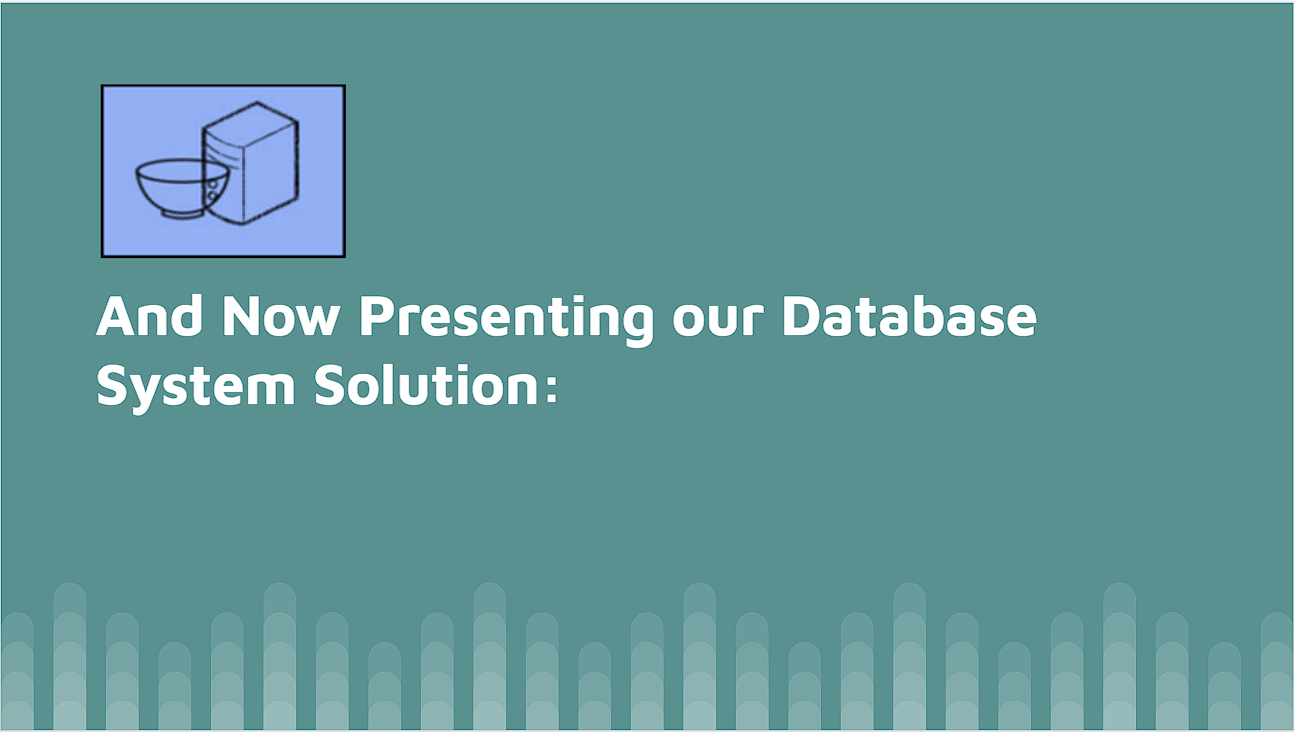 And Now Presenting our Database
System Solution: